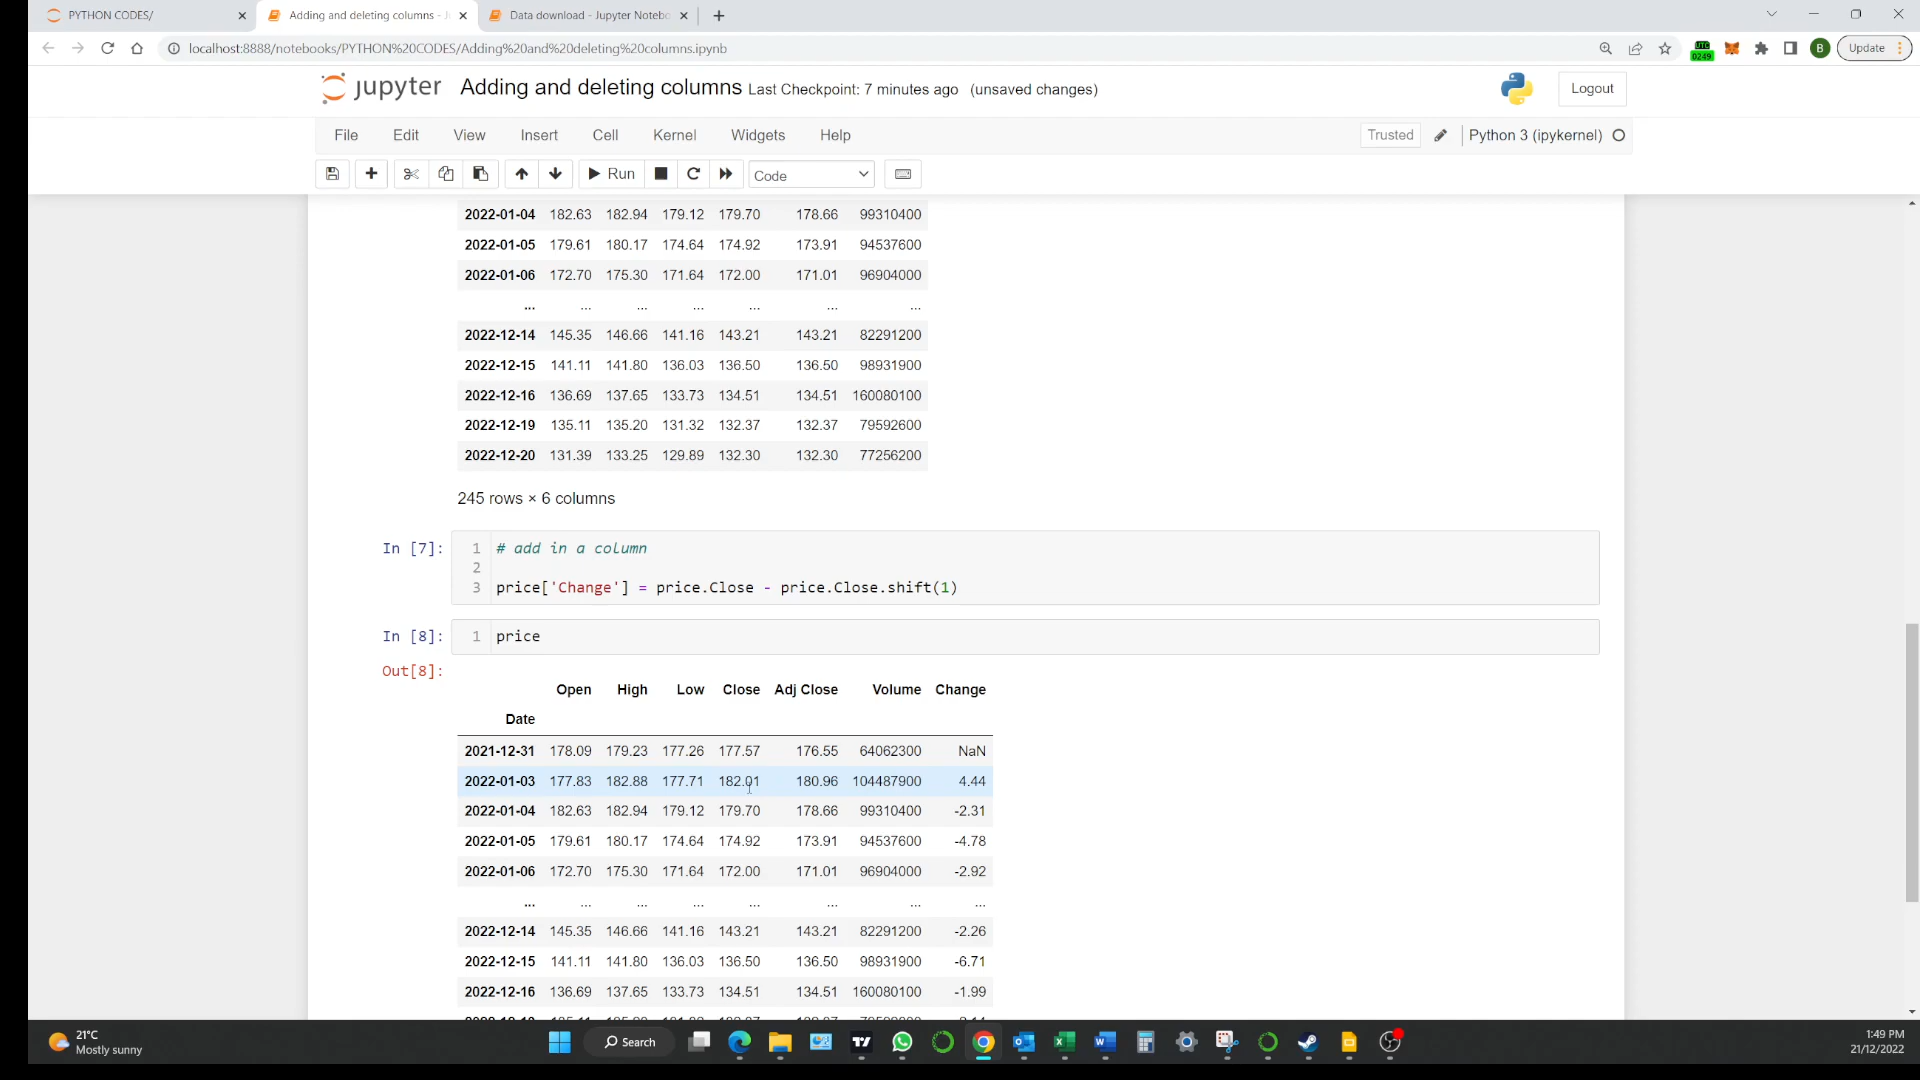 PYTHON CODES/
Adding and deleting columns - J
Data download - Jupyter Notebo
localhost:8888/notebooks/PYTHON%20CODES/Adding%20and%20deleting%20columns.ipynb
UTC
0249
B
Update
jupyter
Adding and deleting columns Last Checkpoint: 7 minutes ago (unsaved changes)
Logout
File Edit View Insert Cell Kernel Widgets Help
Trusted
Python 3 (ipykernel)
Run
Code
2022-01-04 182.63 182.94 179.12 179.70 178.66 99310400
2022-01-05 179.61 180.17 174.64 174.92 173.91 94537600
2022-01-06 172.70 175.30 171.64 172.00 171.01 96904000
... ... ... ... ... ... ...
2022-12-14 145.35 146.66 141.16 143.21 143.21 82291200
2022-12-15 141.11 141.80 136.03 136.50 136.50 98931900
2022-12-16 136.69 137.65 133.73 134.51 134.51 160080100
2022-12-19 135.11 135.20 131.32 132.37 132.37 79592600
2022-12-20 131.39 133.25 129.89 132.30 132.30 77256200
245 rows × 6 columns
In [7]: 1 # add in a column
2
3 price['Change'] = price.Close - price.Close.shift(1)
In [8]: 1 price
Out[8]:
Open High Low Close Adj Close Volume Change
Date
2021-12-31 178.09 179.23 177.26 177.57 176.55 64062300 NaN
2022-01-03 177.83 182.88 177.71 182.01 180.96 104487900 4.44
2022-01-04 182.63 182.94 179.12 179.70 178.66 99310400 -2.31
2022-01-05 179.61 180.17 174.64 174.92 173.91 94537600 -4.78
2022-01-06 172.70 175.30 171.64 172.00 171.01 96904000 -2.92
... ... ... ... ... ... ... ...
2022-12-14 145.35 146.66 141.16 143.21 143.21 82291200 -2.26
2022-12-15 141.11 141.80 136.03 136.50 136.50 98931900 -6.71
2022-12-16 136.69 137.65 133.73 134.51 134.51 160080100 -1.99
21°C
Mostly sunny
Search
1:49 PM
21/12/2022